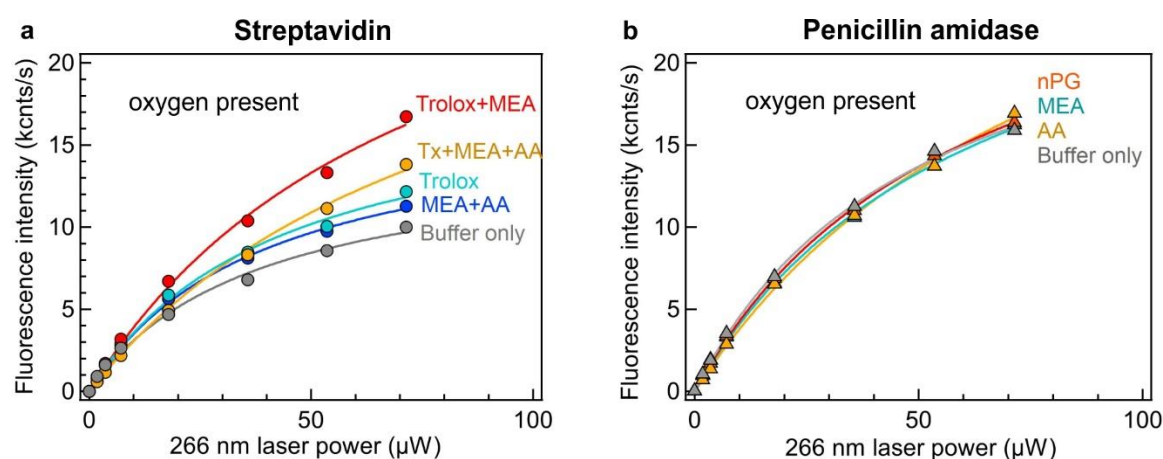 a
Streptavidin
Fluorescence intensity (kcnts/s)
20
15
10
5
0
oxygen present
Trolox+MEA
Tx+MEA+AA
Trolox
MEA+AA
Buffer only
0
50
100
266 nm laser power (µW)
b
Penicillin amidase
Fluorescence intensity (kcnts/s)
20
15
10
5
0
oxygen present
nPG
MEA
AA
Buffer only
0
50
100
266 nm laser power (µW)